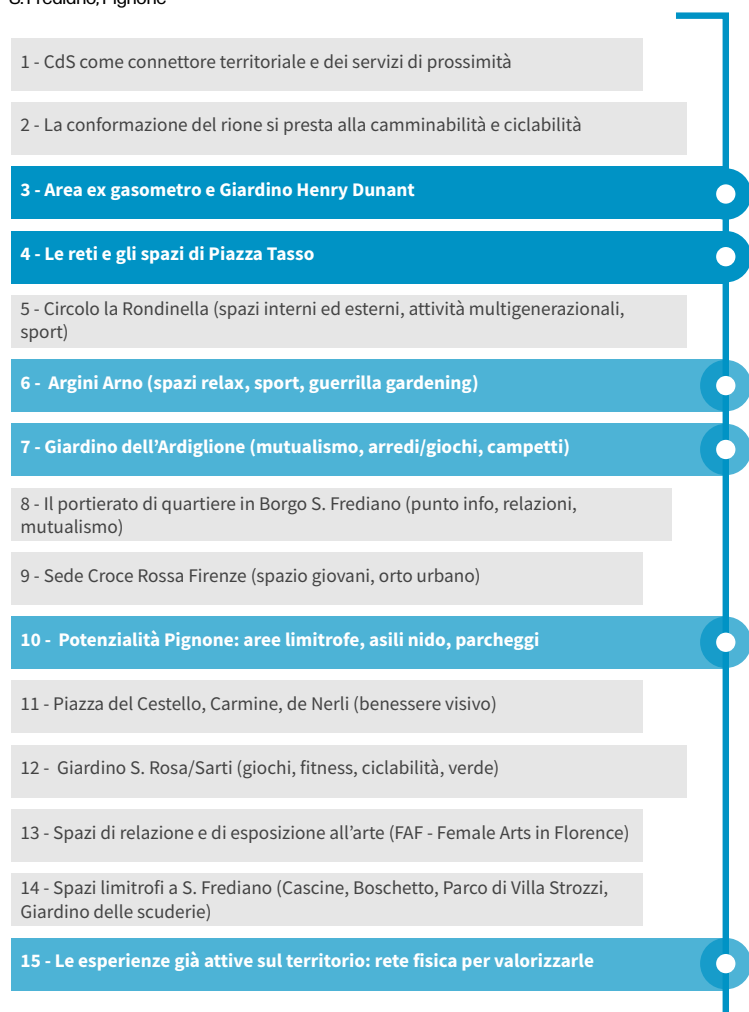 S. Frediano, Pignone
1 - CdS come connettore territoriale e dei servizi di prossimità
2 - La conformazione del rione si presta alla camminabilità e ciclabilità
3 - Area ex gasometro e Giardino Henry Dunant
4 - Le reti e gli spazi di Piazza Tasso
5 - Circolo la Rondinella (spazi interni ed esterni, attività multigenerazionali,
sport)
6 -  Argini Arno (spazi relax, sport, guerrilla gardening)
7 - Giardino dell’Ardiglione (mutualismo, arredi/giochi, campetti)
8 - Il portierato di quartiere in Borgo S. Frediano (punto info, relazioni,
mutualismo)
9 - Sede Croce Rossa Firenze (spazio giovani, orto urbano)
10 -  Potenzialità Pignone: aree limitrofe, asili nido, parcheggi
11 - Piazza del Cestello, Carmine, de Nerli (benessere visivo)
12 -  Giardino S. Rosa/Sarti (giochi, fitness, ciclabilità, verde)
13 - Spazi di relazione e di esposizione all’arte (FAF - Female Arts in Florence)
14 - Spazi limitrofi a S. Frediano (Cascine, Boschetto, Parco di Villa Strozzi,
Giardino delle scuderie)
15 - Le esperienze già attive sul territorio: rete fisica per valorizzarle